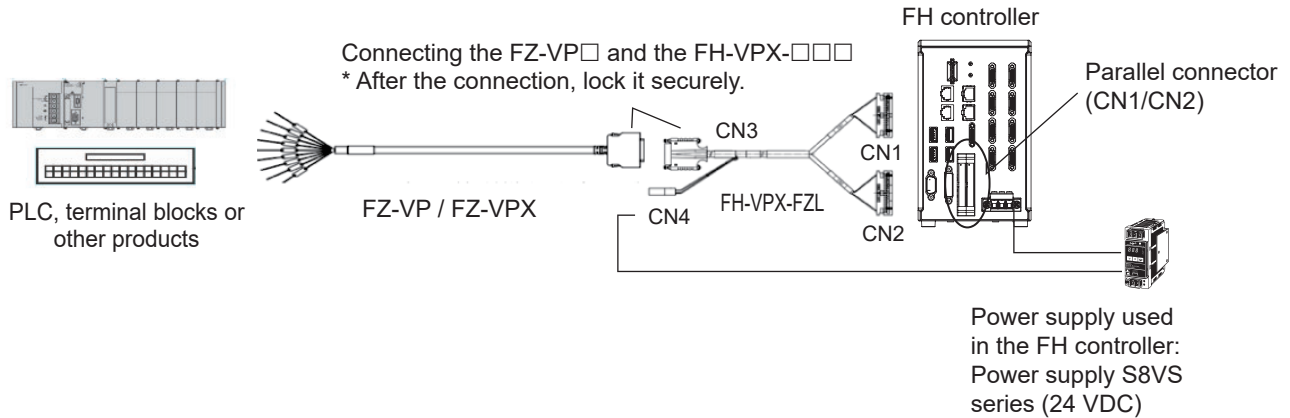 FH controller
Connecting the FZ-VP□ and the FH-VPX-□□□
* After the connection, lock it securely.
Parallel connector
(CN1/CN2)
CN3
CN1
PLC, terminal blocks or
other products
FZ-VP / FZ-VPX
CN4
FH-VPX-FZL
CN2
Power supply used
in the FH controller:
Power supply S8VS
series (24 VDC)